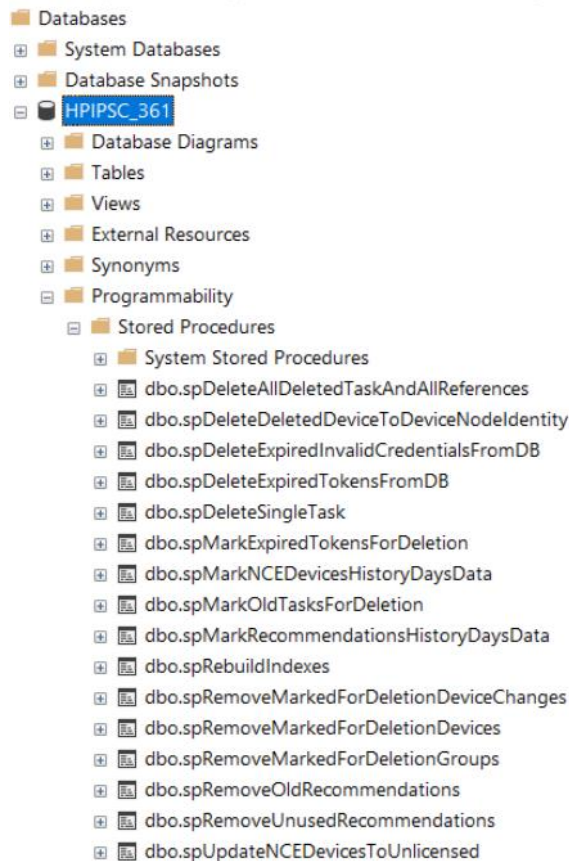 Databases
System Databases
Database Snapshots
HPIPSC_361
Database Diagrams
Tables
Views
External Resources
Synonyms
Programmability
Stored Procedures
System Stored Procedures
dbo.spDeleteAllDeletedTaskAndAllReferences
dbo.spDeleteDeletedDeviceToDeviceNodeIdentity
dbo.spDeleteExpiredInvalidCredentialsFromDB
dbo.spDeleteExpiredTokensFromDB
dbo.spDeleteSingleTask
dbo.spMarkExpiredTokensForDeletion
dbo.spMarkNCEDevicesHistoryDaysData
dbo.spMarkOldTasksForDeletion
dbo.spMarkRecommendationsHistoryDaysData
dbo.spRebuildIndexes
dbo.spRemoveMarkedForDeletionDeviceChanges
dbo.spRemoveMarkedForDeletionDevices
dbo.spRemoveMarkedForDeletionGroups
dbo.spRemoveOldRecommendations
dbo.spRemoveUnusedRecommendations
dbo.spUpdateNCEDevicesToUnlicensed